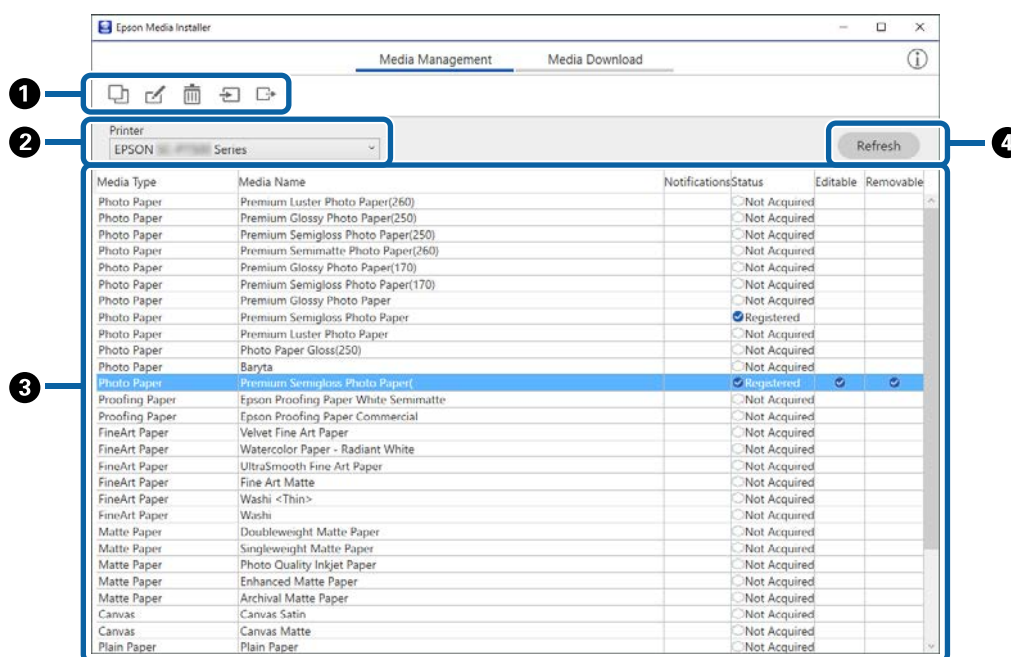 Epson Media Installer
Media Management Media Download
1
2
Printer
EPSON Series
Refresh
4
Media Type Media Name Notifications Status Editable Removable
Photo Paper Premium Luster Photo Paper(260) Not Acquired
Photo Paper Premium Glossy Photo Paper(250) Not Acquired
Photo Paper Premium Semigloss Photo Paper(250) Not Acquired
Photo Paper Premium Semimatte Photo Paper(260) Not Acquired
Photo Paper Premium Glossy Photo Paper(170) Not Acquired
Photo Paper Premium Semigloss Photo Paper(170) Not Acquired
Photo Paper Premium Glossy Photo Paper Not Acquired
Photo Paper Premium Semigloss Photo Paper Registered
Photo Paper Premium Luster Photo Paper Not Acquired
Photo Paper Photo Paper Gloss(250) Not Acquired
Photo Paper Baryta Not Acquired
3
Photo Paper Premium Semigloss Photo Paper( Registered
Proofing Paper Epson Proofing Paper White Semimatte Not Acquired
Proofing Paper Epson Proofing Paper Commercial Not Acquired
FineArt Paper Velvet Fine Art Paper Not Acquired
FineArt Paper Watercolor Paper - Radiant White Not Acquired
FineArt Paper UltraSmooth Fine Art Paper Not Acquired
FineArt Paper Fine Art Matte Not Acquired
FineArt Paper Washi <Thin> Not Acquired
FineArt Paper Washi Not Acquired
Matte Paper Doubleweight Matte Paper Not Acquired
Matte Paper Singleweight Matte Paper Not Acquired
Matte Paper Photo Quality Inkjet Paper Not Acquired
Matte Paper Enhanced Matte Paper Not Acquired
Matte Paper Archival Matte Paper Not Acquired
Canvas Canvas Satin Not Acquired
Canvas Canvas Matte Not Acquired
Plain Paper Plain Paper Not Acquired